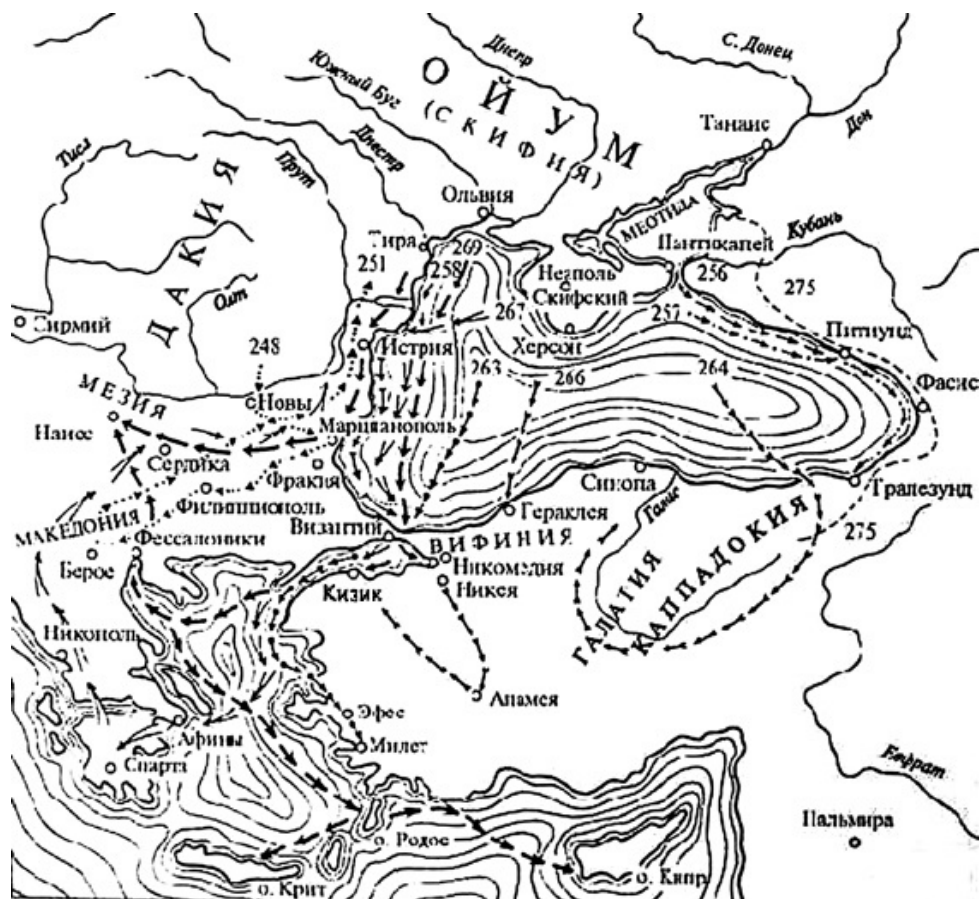 Днепр
С. Донец
Южный Буг
ОЙУМ
(СКИФИЯ)
Танаис
Дон
Тиса
Прут
Днестр
Ольвия
МЕОТИДА
Кубань
ДАКИЯ
Тира
269
Пантикапей
251
258
Неаполь
Скифский
256
275
Олт
267
257
Сирмий
Питиунд
Истрия
Херсон
248
263
266
264
Фасис
МЕЗИЯ
Новы
Наисс
Марцианополь
Сердика
Фракия
Синопа
Трапезунд
Филиппополь
Гераклея
Галис
МАКЕДОНИЯ
Византий
275
Фессалоники
ВИФИНИЯ
Берое
Никомедия
Никея
Кизик
ГАЛАТИЯ
КАППАДОКИЯ
Никополь
Апамея
Эфес
Афины
Милет
Спарта
Евфрат
Пальмира
о. Родос
о. Крит
о. Кипр